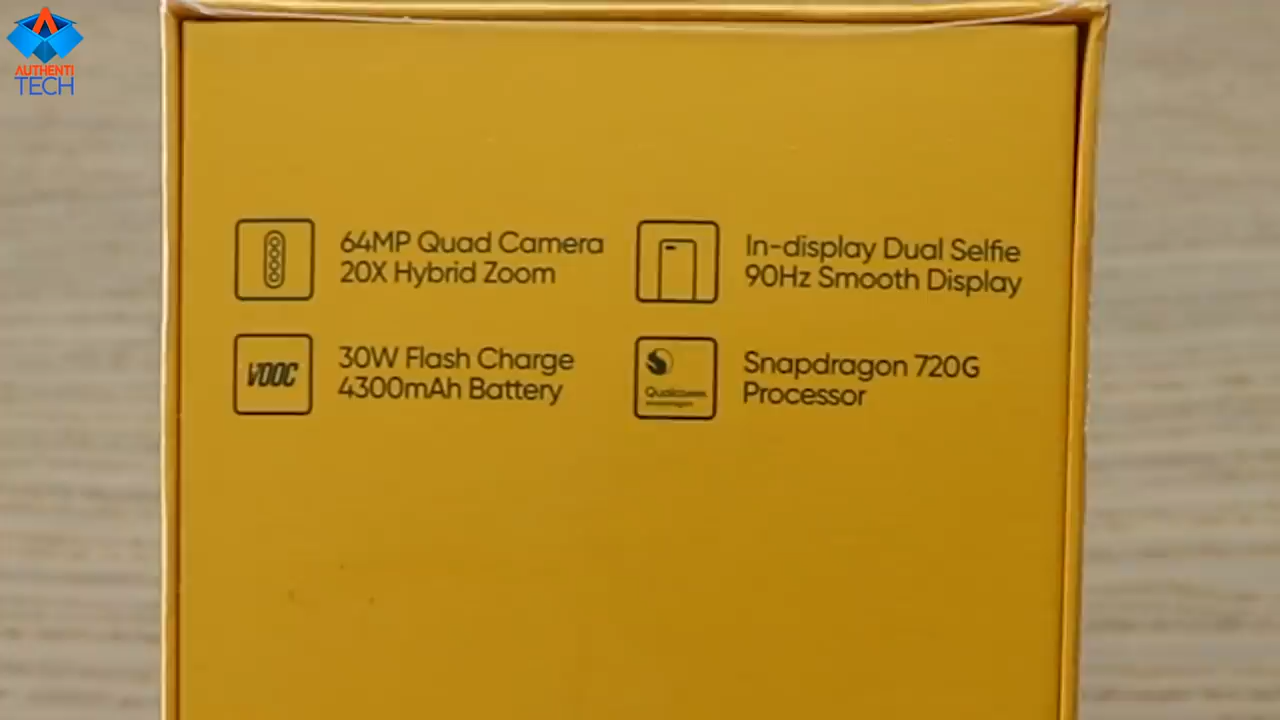 AUTHENTI
TECH
64MP Quad Camera
20X Hybrid Zoom
In-display Dual Selfie
90Hz Smooth Display
VOOC
30W Flash Charge
4300mAh Battery
Qualcomm
Snapdragon 720G
Processor